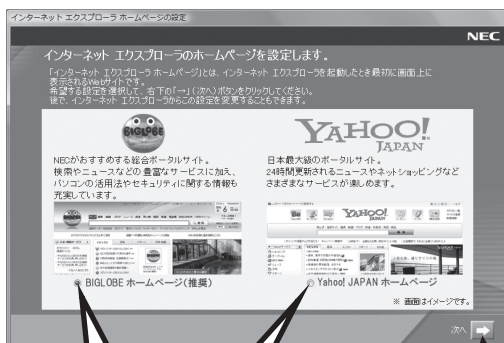 インターネット エクスプローラ ホームページの設定
NEC
インターネット エクスプローラのホームページを設定します。
「インターネット エクスプローラ ホームページ」とは、インターネット エクスプローラを起動したとき最初に画面上に
表示されるWebサイトです。
希望する設定を選択して、右下の「→」(次へ)ボタンをクリックしてください。
後で、インターネット エクスプローラからこの設定を変更することもできます。
BIGLOBE
NECがおすすめする総合ポータルサイト。
検索やニュースなどの豊富なサービスに加え、
パソコンの活用法やセキュリティに関する情報も
充実しています。
YAHOO!
JAPAN
日本最大級のポータルサイト。
24時間更新されるニュースやネットショッピングなど
さまざまなサービスが楽しめます。
YAHOO!
BIGLOBE ホームページ(推奨)
Yahoo! JAPAN ホームページ
※ 画面はイメージです。
次へ